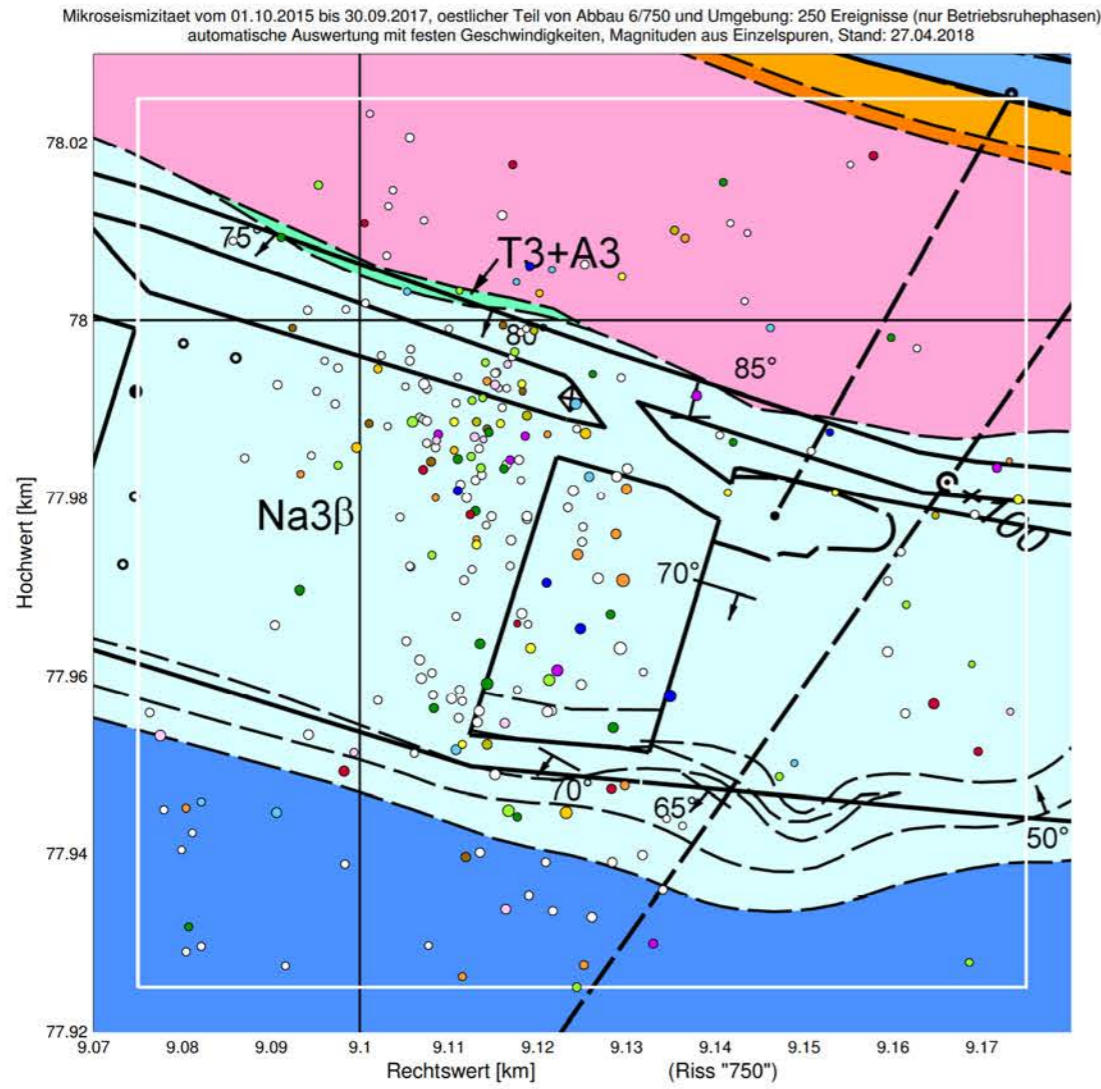 Mikroseismizitaet vom 01.10.2015 bis 30.09.2017, oestlicher Teil von Abbau 6/750 und Umgebung: 250 Ereignisse (nur Betriebsruhephasen)
automatische Auswertung mit festen Geschwindigkeiten, Magnituden aus Einzelspuren, Stand: 27.04.2018
78.02
75°
T3+A3
78
80
85°
77.98
Na3β
760
70°
Hochwert [km]
77.96
70°
65°
50°
77.94
77.92
9.07 9.08 9.09 9.1 9.11 9.12 9.13 9.14 9.15 9.16 9.17
Rechtswert [km] (Riss "750")